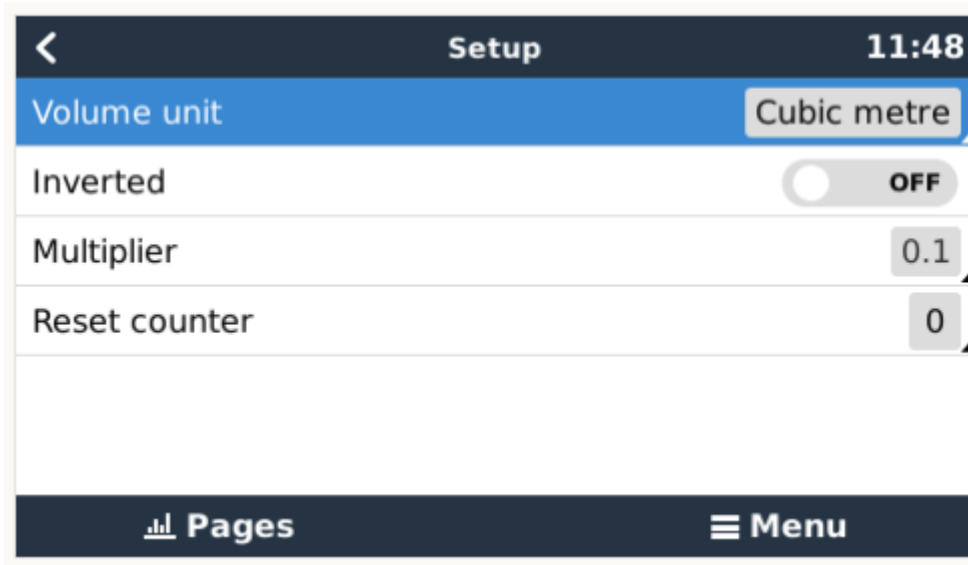 Setup 11:48
Volume unit Cubic metre
Inverted OFF
Multiplier 0.1
Reset counter 0
Pages Menu